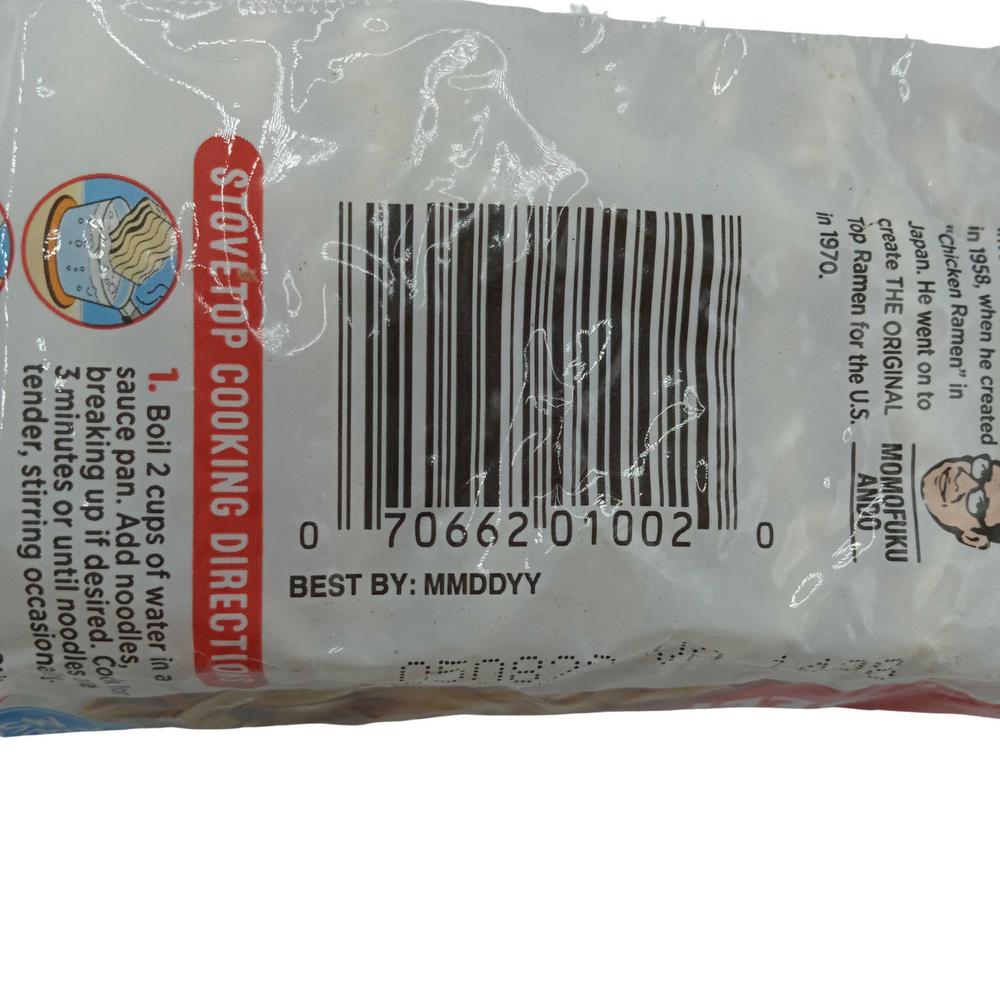 STOVE TOP COOKING DIRECTIO
1. Boil 2 cups of water in a
sauce pan. Add noodles,
breaking up if desired. Cook for
3 minutes or until noodles
tender, stirring occasional
0 70662 01002 0
BEST BY: MMDDYY
in 1958, when he created
"Chicken Ramen" in
Japan. He went on to
create THE ORIGINAL
Top Ramen for the U.S.
in 1970.
MOMOFUKU
ANDO